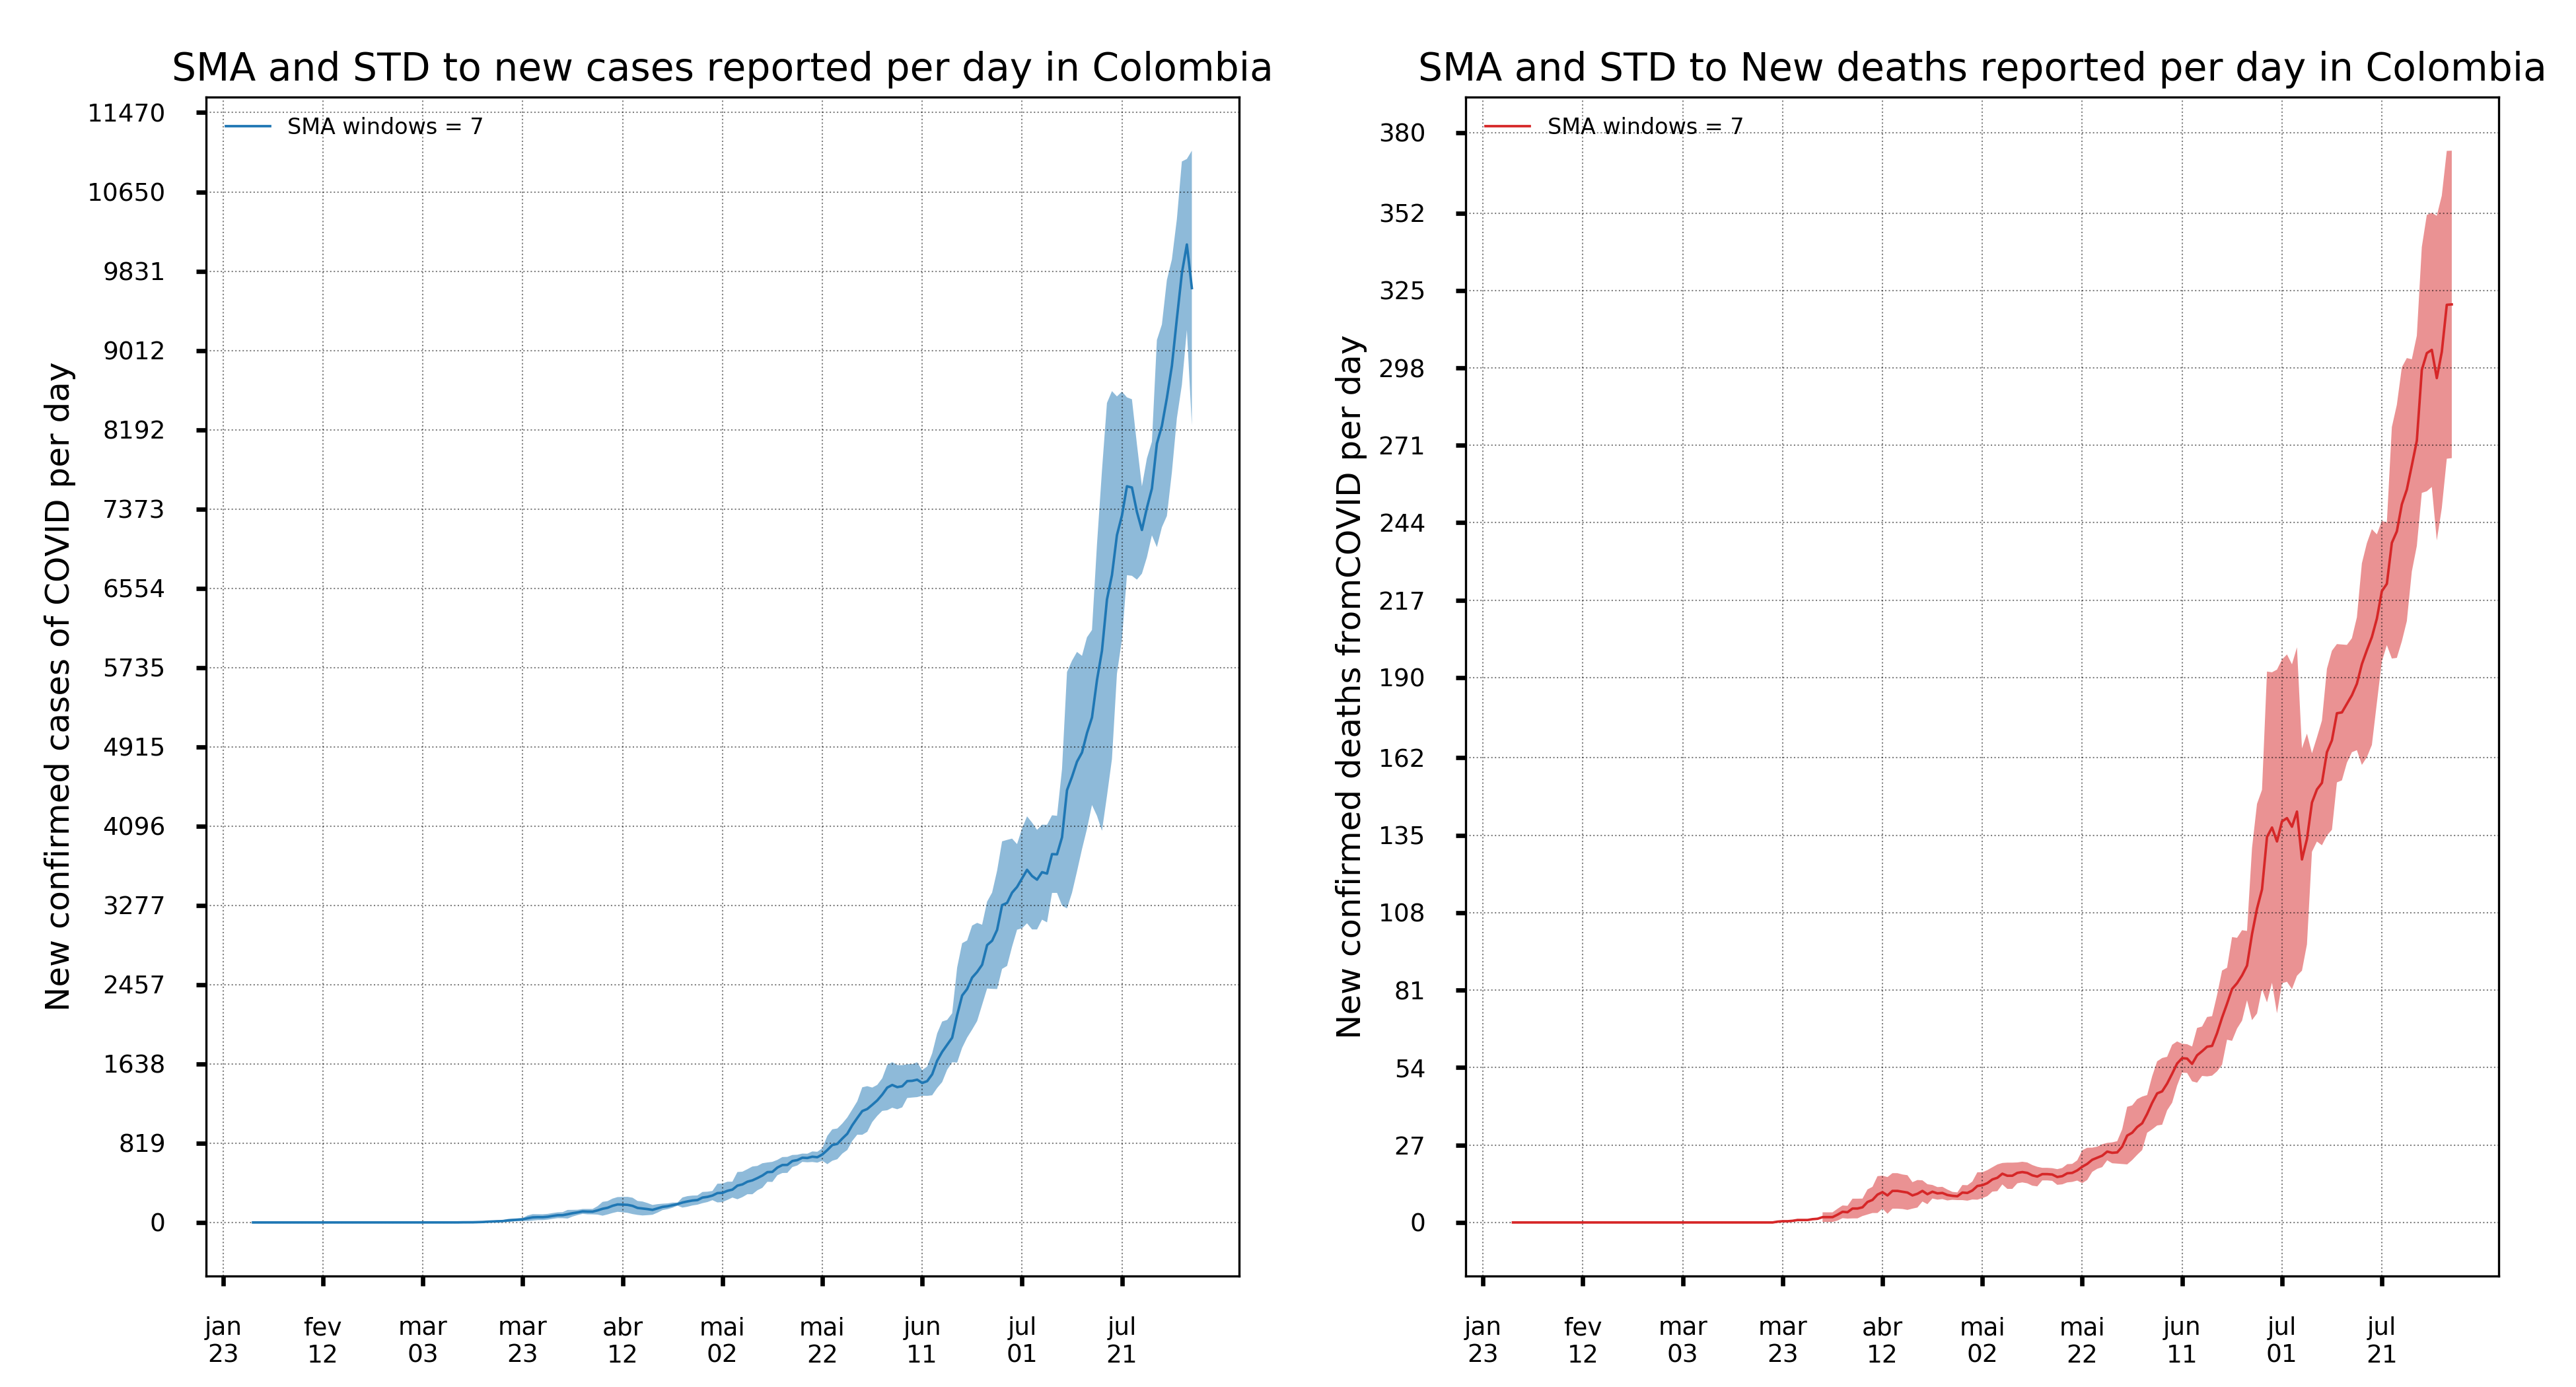 SMA and STD to new cases reported per day in Colombia
SMA windows = 7
New confirmed cases of COVID per day
11470
10650
9831
9012
8192
7373
6554
5735
4915
4096
3277
2457
1638
819
0
jan 23
fev 12
mar 03
mar 23
abr 12
mai 02
mai 22
jun 11
jul 01
jul 21
SMA and STD to New deaths reported per day in Colombia
SMA windows = 7
New confirmed deaths fromCOVID per day
380
352
325
298
271
244
217
190
162
135
108
81
54
27
0
jan 23
fev 12
mar 03
mar 23
abr 12
mai 02
mai 22
jun 11
jul 01
jul 21